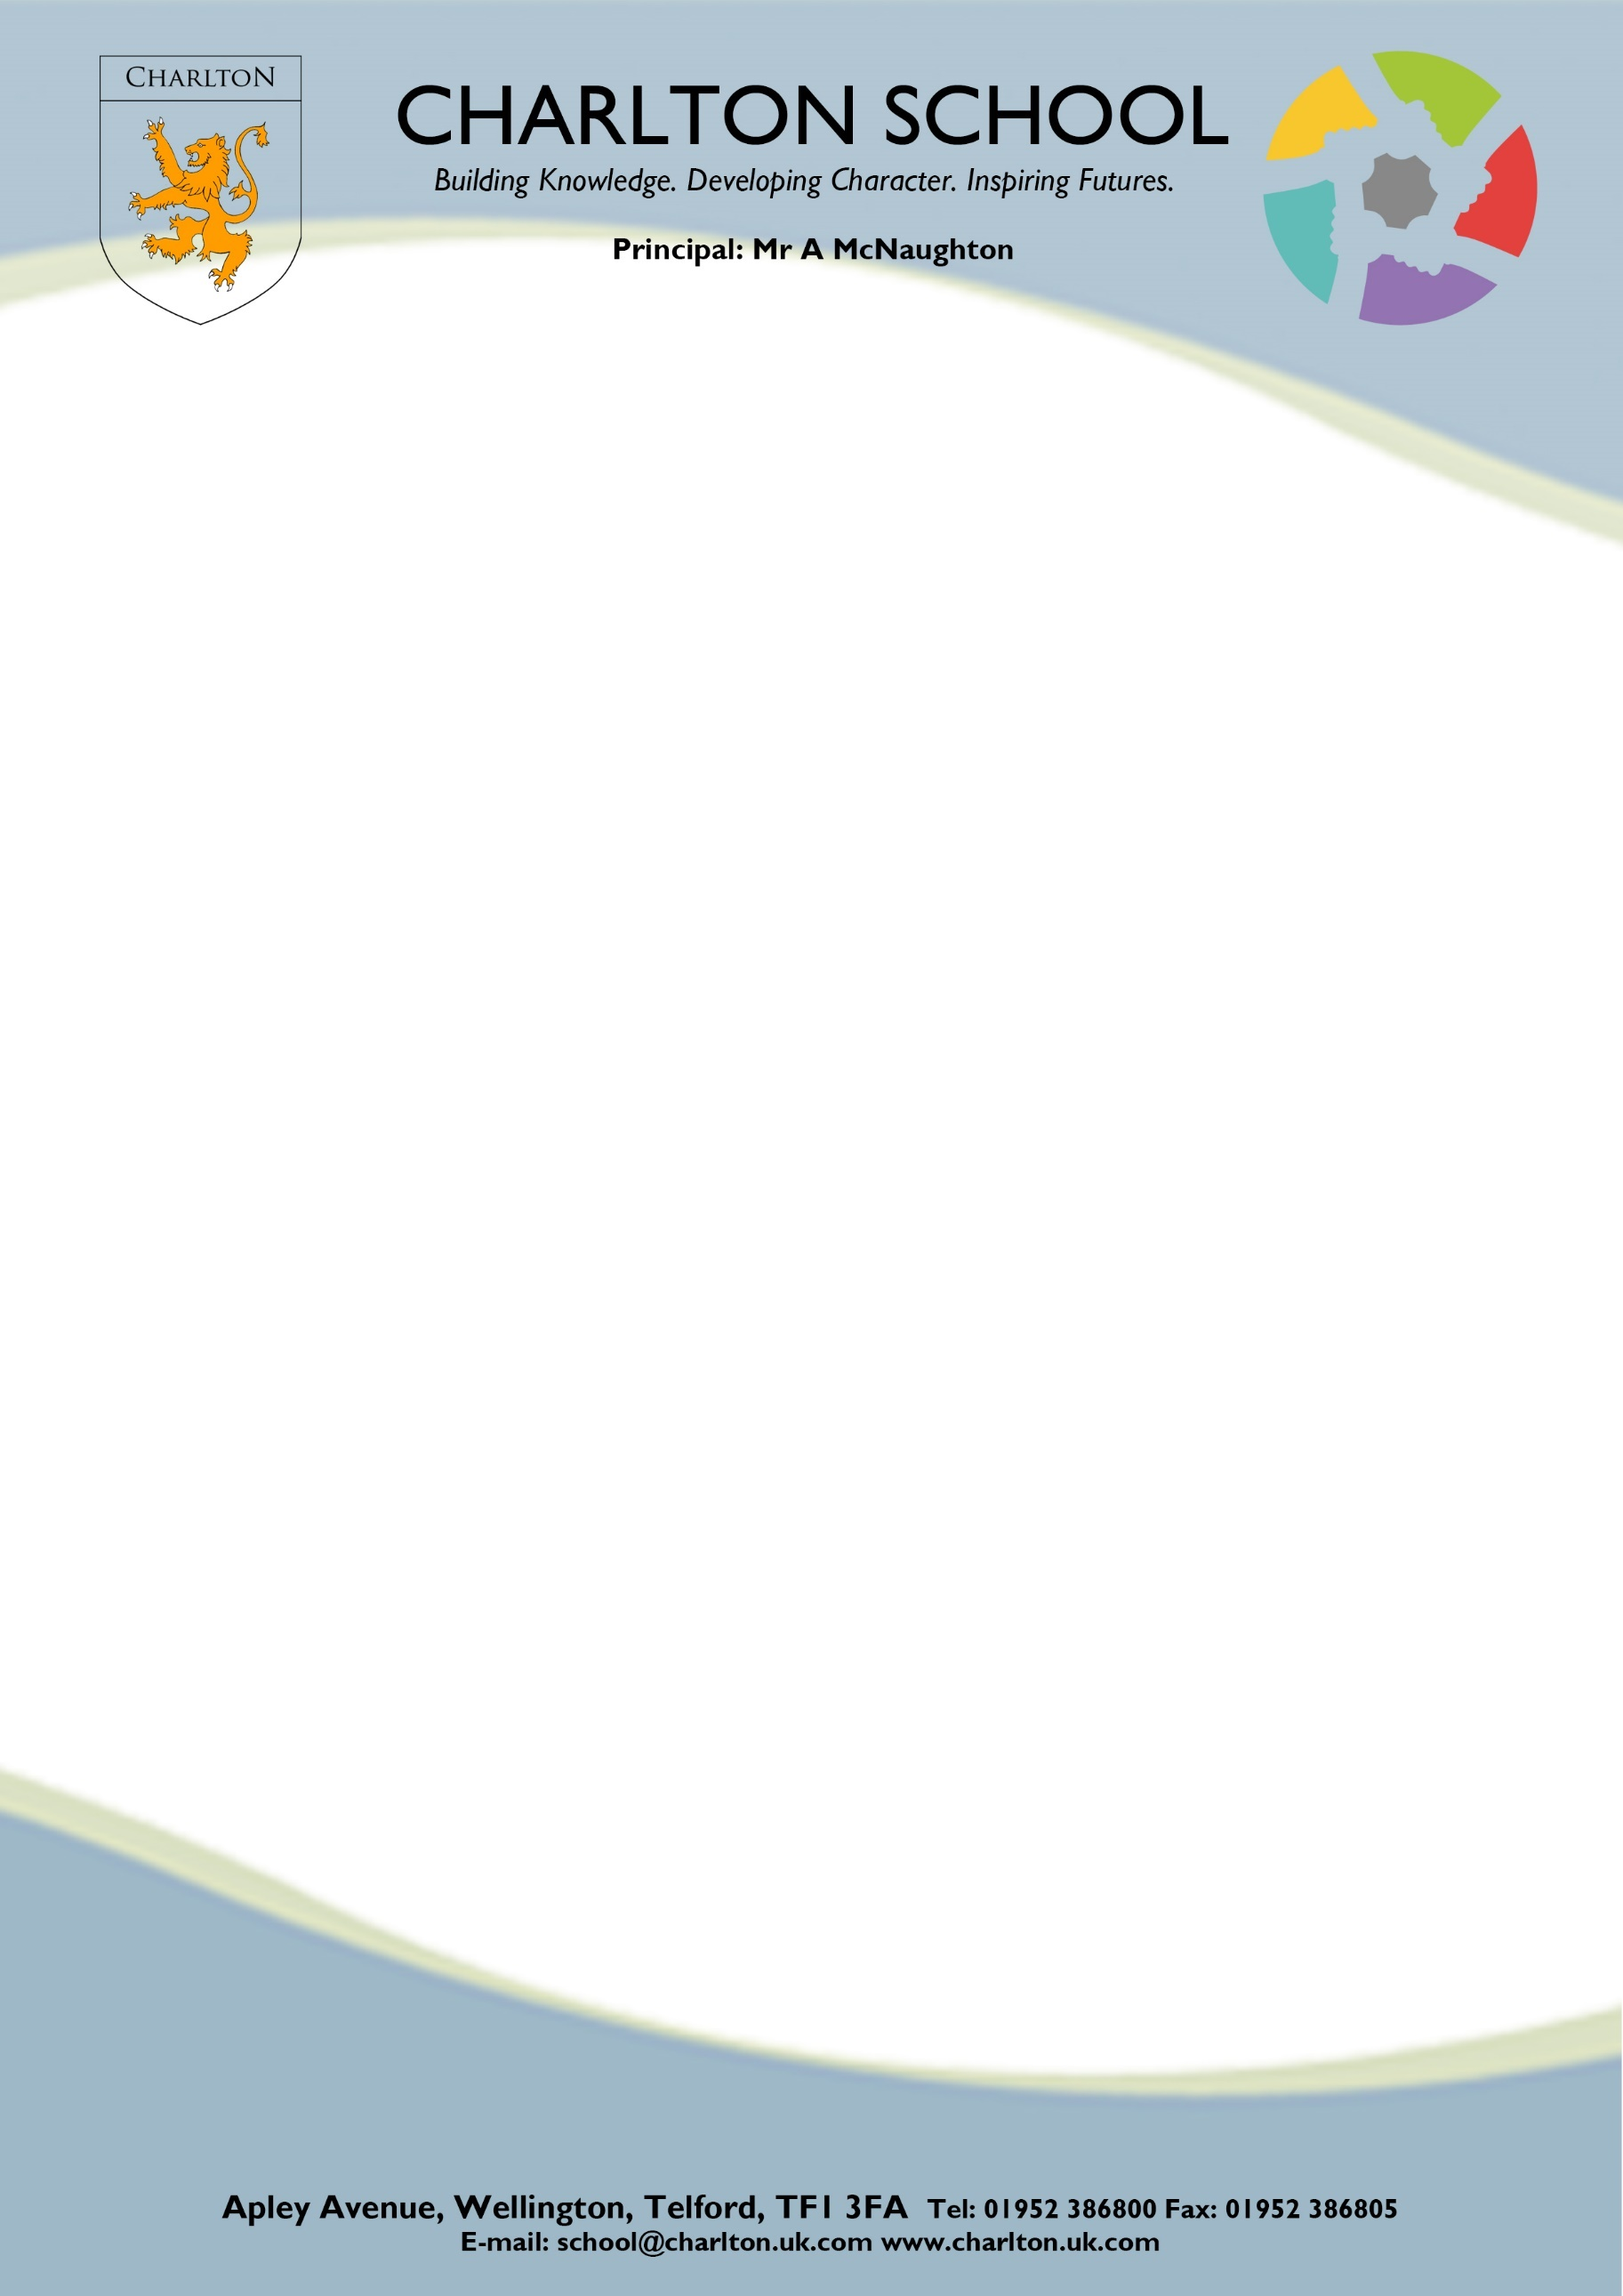 CHARLTON
CHARLTON SCHOOL
Building Knowledge. Developing Character. Inspiring Futures.
Principal: Mr A McNaughton
Apley Avenue, Wellington, Telford, TF1 3FA Tel: 01952 386800 Fax: 01952 386805
E-mail: school@charlton.uk.com www.charlton.uk.com